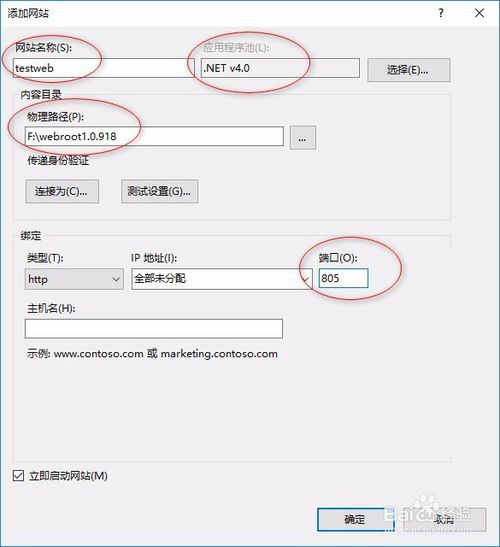 添加网站
?
网站名称(S):
应用程序池(L):
testweb
.NET v4.0
选择(E)...
内容目录
物理路径(P):
F:\webroot1.0.918
...
传递身份验证
连接为(C)...
测试设置(G)...
绑定
类型(T):
IP 地址(I):
端口(O):
http
全部未分配
805
主机名(H):
示例: www.contoso.com 或 marketing.contoso.com
立即启动网站(M)
确定
取消
Baidu 经验